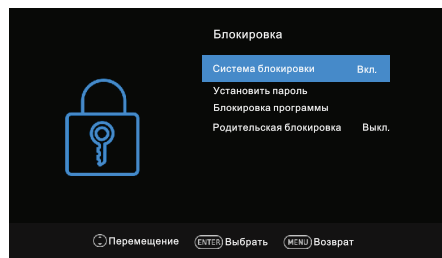 Блокировка
Система блокировки Вкл.
Установить пароль
Блокировка программы
Родительская блокировка Выкл.
Перемещение ENTER Выбрать MENU Возврат